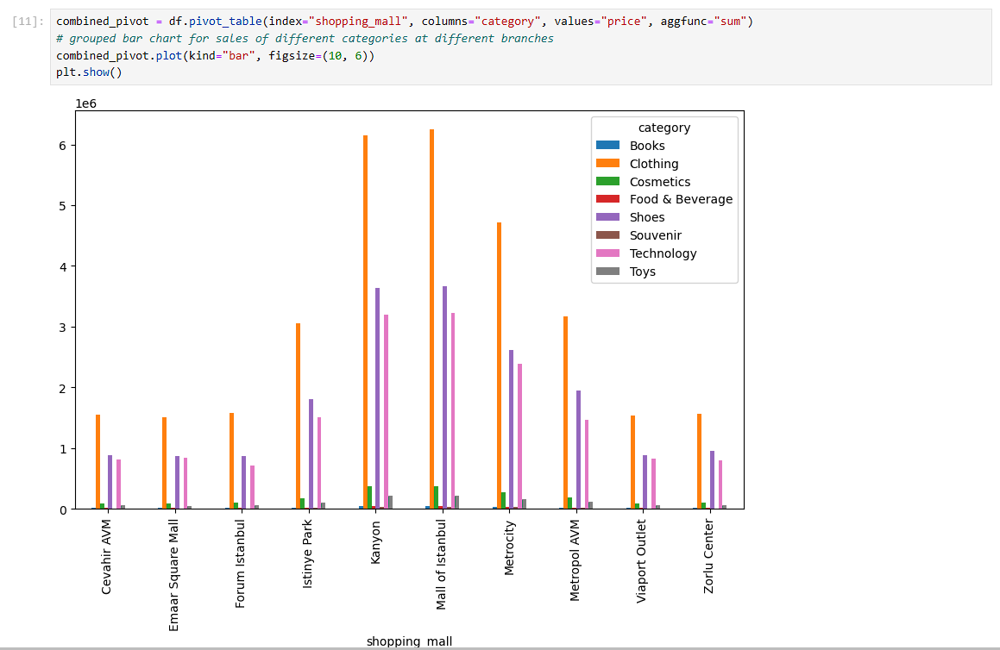 [11]: combined_pivot = df.pivot_table(index="shopping_mall", columns="category", values="price", aggfunc="sum")
# grouped bar chart for sales of different categories at different branches
combined_pivot.plot(kind="bar", figsize=(10, 6))
plt.show()
1e6
category
Books
Clothing
Cosmetics
Food & Beverage
Shoes
Souvenir
Technology
Toys
6
5
4
3
2
1
0
Cevahir AVM
Emaar Square Mall
Forum Istanbul
Istinye Park
Kanyon
Mall of Istanbul
Metrocity
Metropol AVM
Viaport Outlet
Zorlu Center
shopping_mall